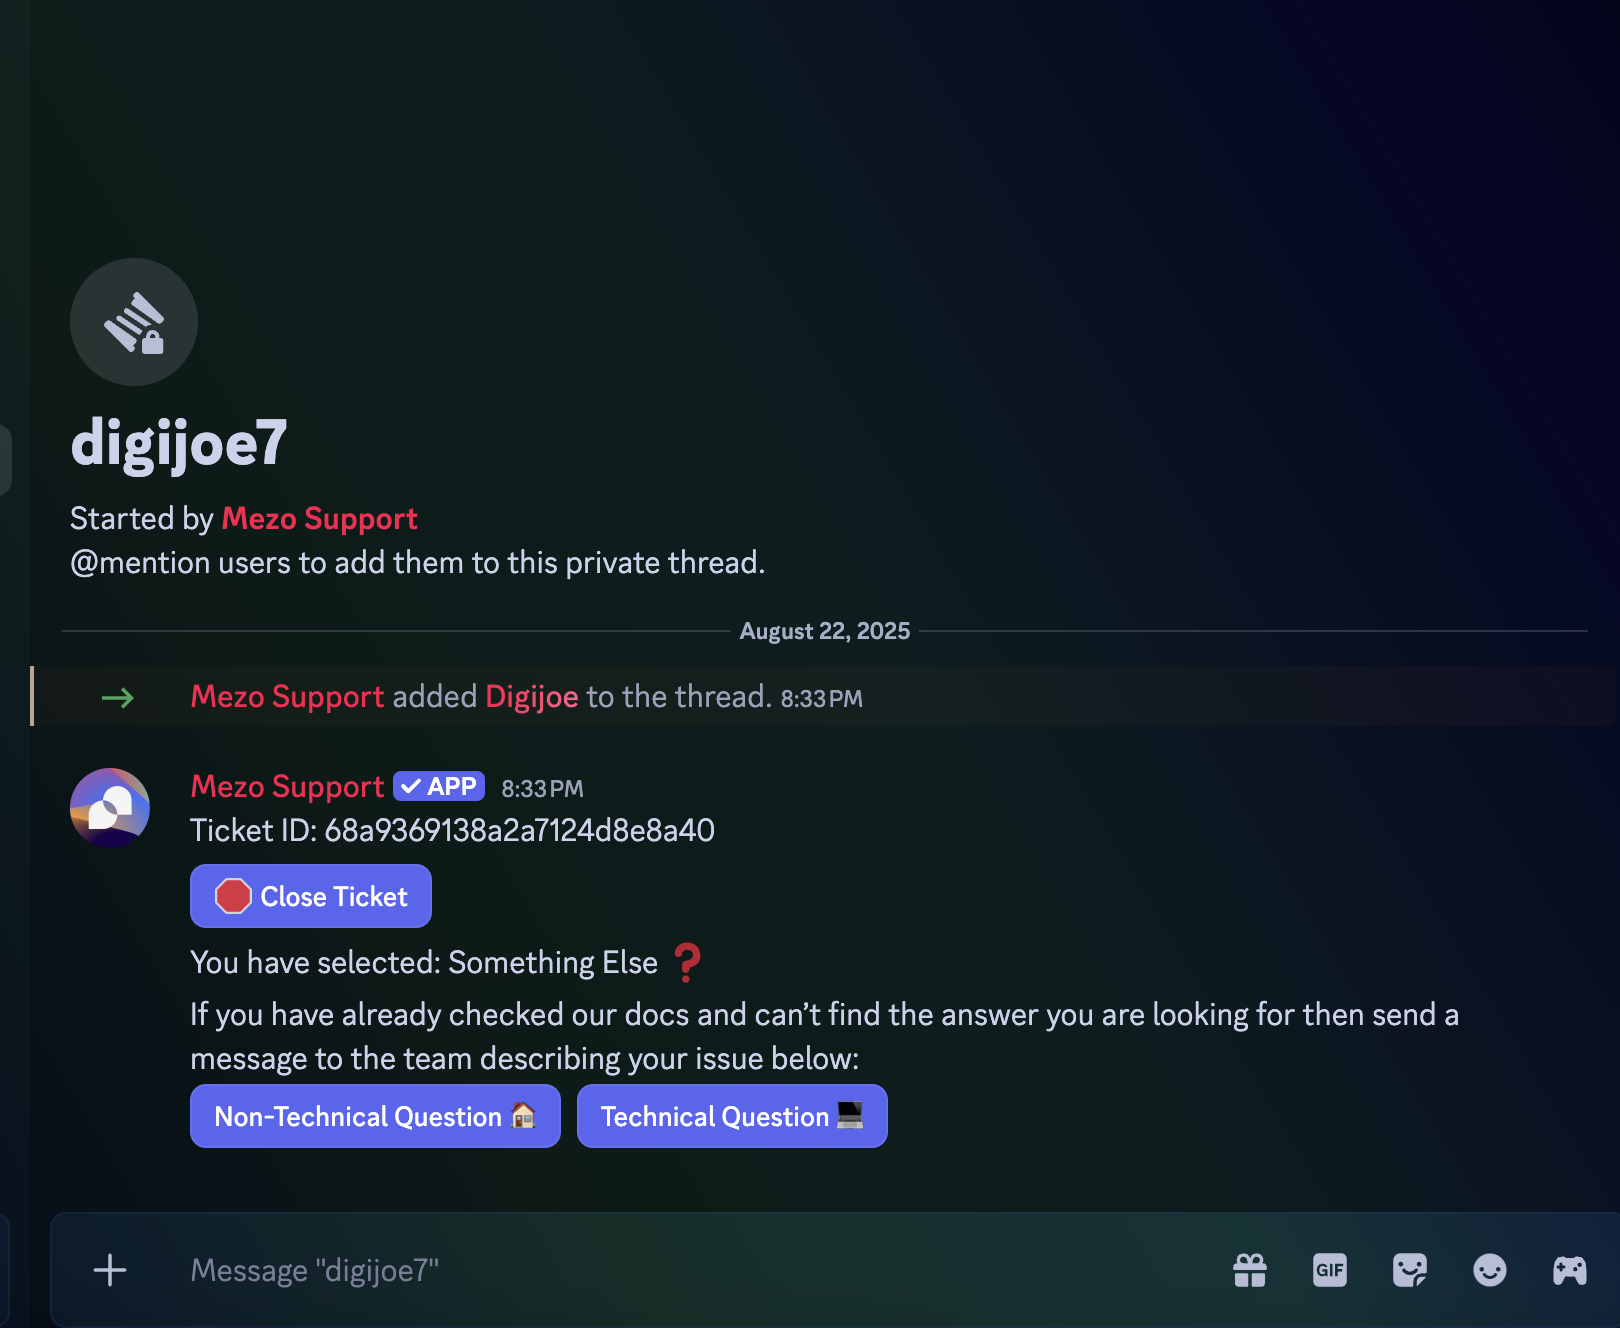 digijoe7
Started by Mezo Support
@mention users to add them to this private thread.
August 22, 2025
Mezo Support added Digijoe to the thread. 8:33 PM
Mezo Support APP 8:33 PM
Ticket ID: 68a9369138a2a7124d8e8a40
🛑 Close Ticket
You have selected: Something Else ❓
If you have already checked our docs and can’t find the answer you are looking for then send a
message to the team describing your issue below:
Non-Technical Question 🏠 Technical Question 💻
Message "digijoe7"
GIF